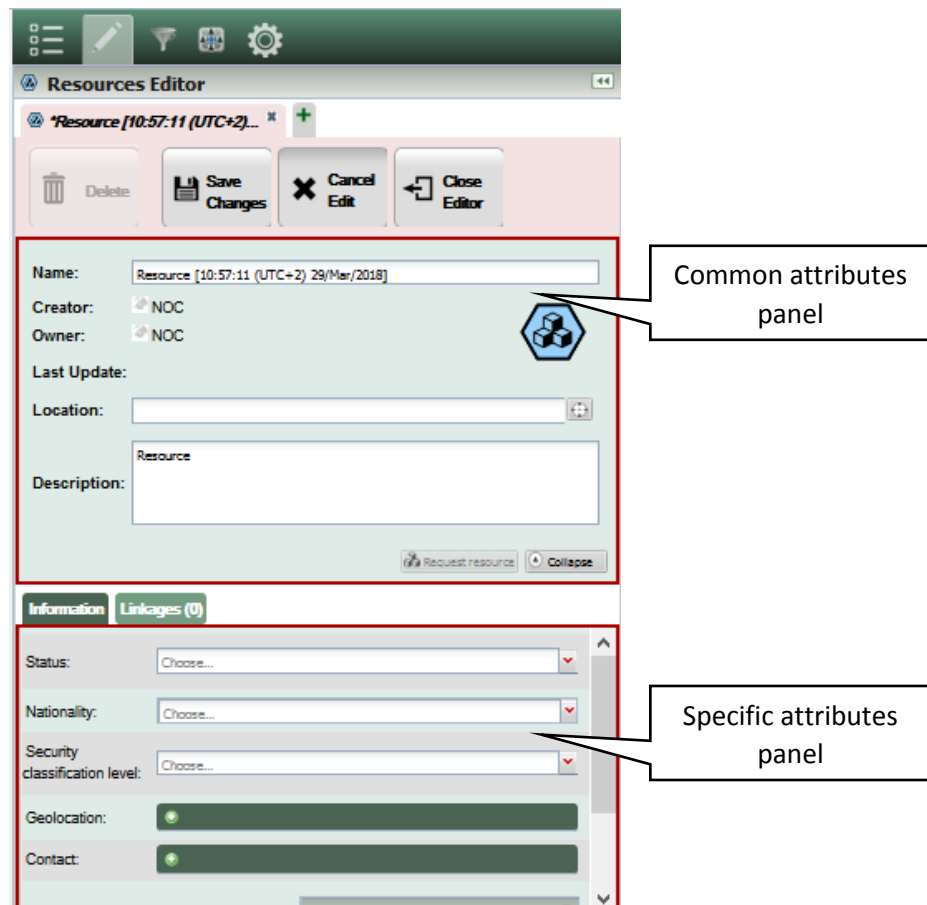 Resources Editor
*Resource [10:57:11 (UTC+2)...
Delete
Save
Changes
Cancel
Edit
Close
Editor
Name:
Resource [10:57:11 (UTC+2) 29/Mar/2018]
Common attributes
panel
Creator:
NOC
Owner:
NOC
Last Update:
Location:
Description:
Resource
Request resource
Collapse
Information
Linkages (0)
Status:
Choose...
Nationality:
Choose...
Specific attributes
panel
Security
classification level:
Choose...
Geolocation:
Contact: